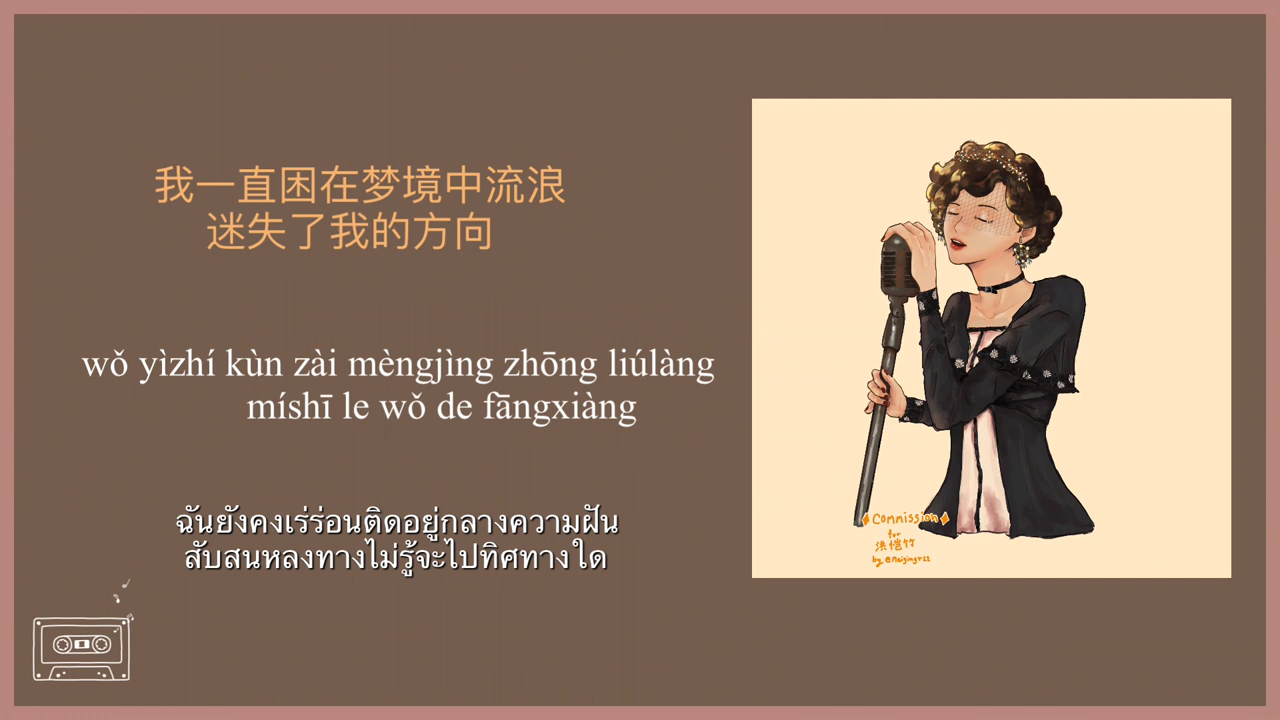 我一直困在梦境中流浪
迷失了我的方向
wǒ yìzhí kùn zài mèngjìng zhōng liúlàng
míshī le wǒ de fāngxiàng
ฉันยังคงเร่ร่อนติดอยู่กลางความฝัน
สับสนหลงทางไม่รู้จะไปทิศทางใด
Commission
for
洪恺竹
by